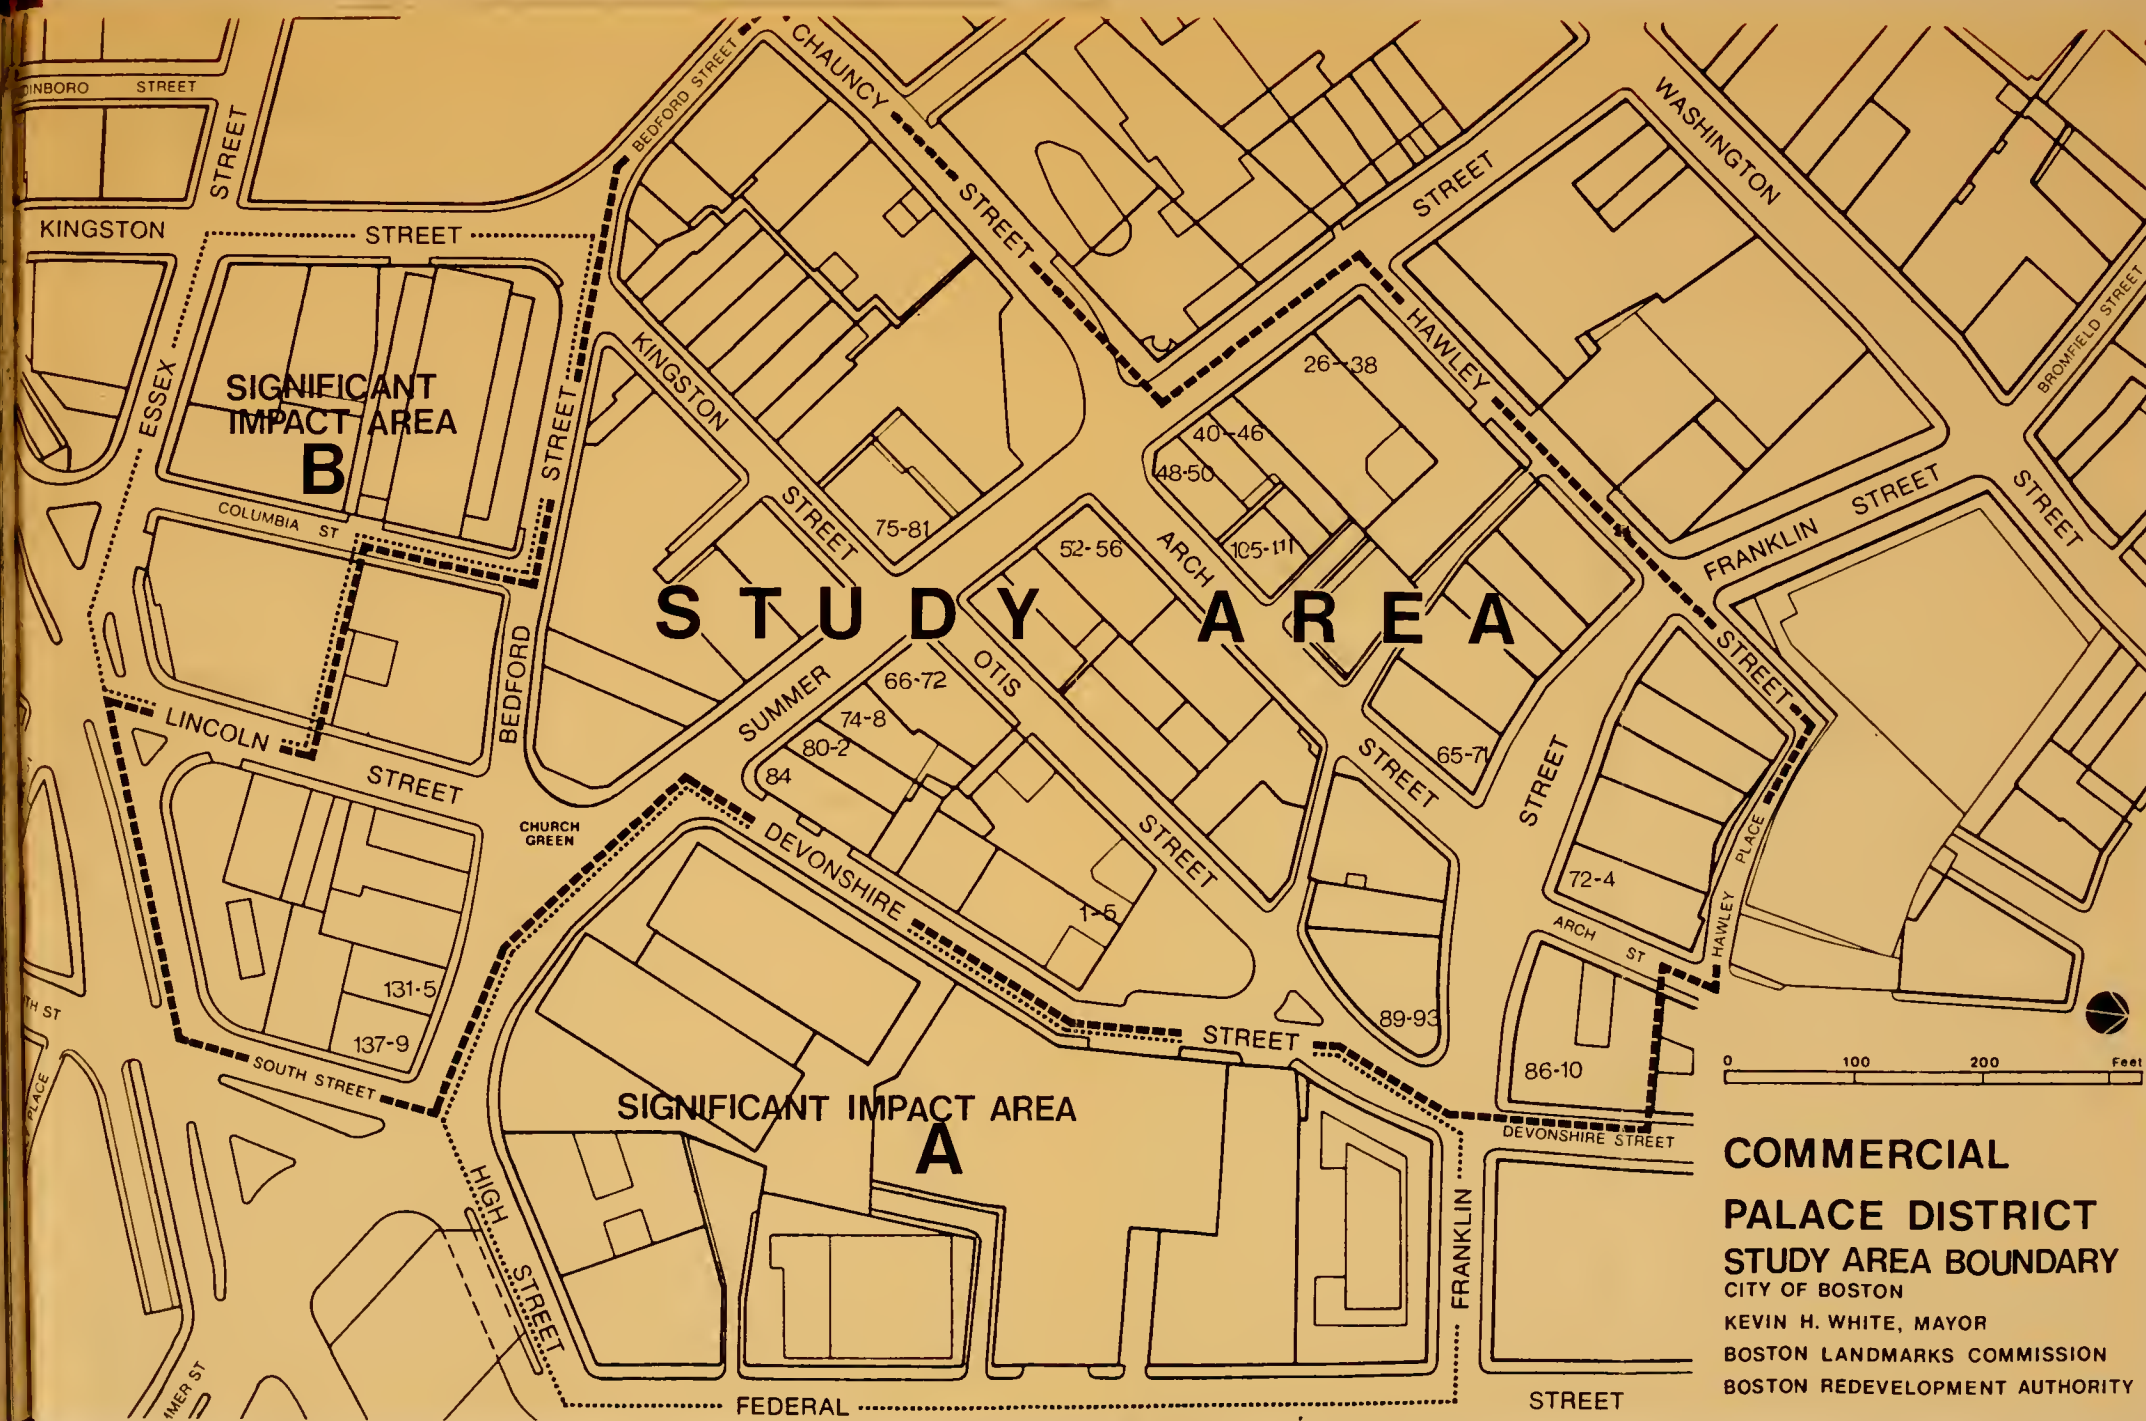 STREET
STREET
KINGSTON
STREET
ESSEX
SIGNIFICANT
IMPACT AREA
B
COLUMBIA ST
LINCOLN
STREET
BEDFORD STREET
CHAUNCY
STREET
WASHINGTON
STREET
STREET
BROMFIELD STREET
HAWLEY
STREET
FRANKLIN STREET
KINGSTON
STREET
BEDFORD
STREET
26-38
40-46
48-50
105-111
75-81
52-56
ARCH
STREET
STUDY AREA
SUMMER
STREET
OTIS
STREET
66-72
74-8
80-2
84
65-71
72-4
HAWLEY PLACE
ARCH ST
CHURCH
GREEN
DEVONSHIRE
STREET
1-5
89-93
86-10
DEVONSHIRE STREET
131-5
137-9
SOUTH STREET
ST
PLACE
SIGNIFICANT IMPACT AREA
A
HIGH
STREET
FRANKLIN
FEDERAL
STREET
ST
0 100 200 Feet
COMMERCIAL
PALACE DISTRICT
STUDY AREA BOUNDARY
CITY OF BOSTON
KEVIN H. WHITE, MAYOR
BOSTON LANDMARKS COMMISSION
BOSTON REDEVELOPMENT AUTHORITY